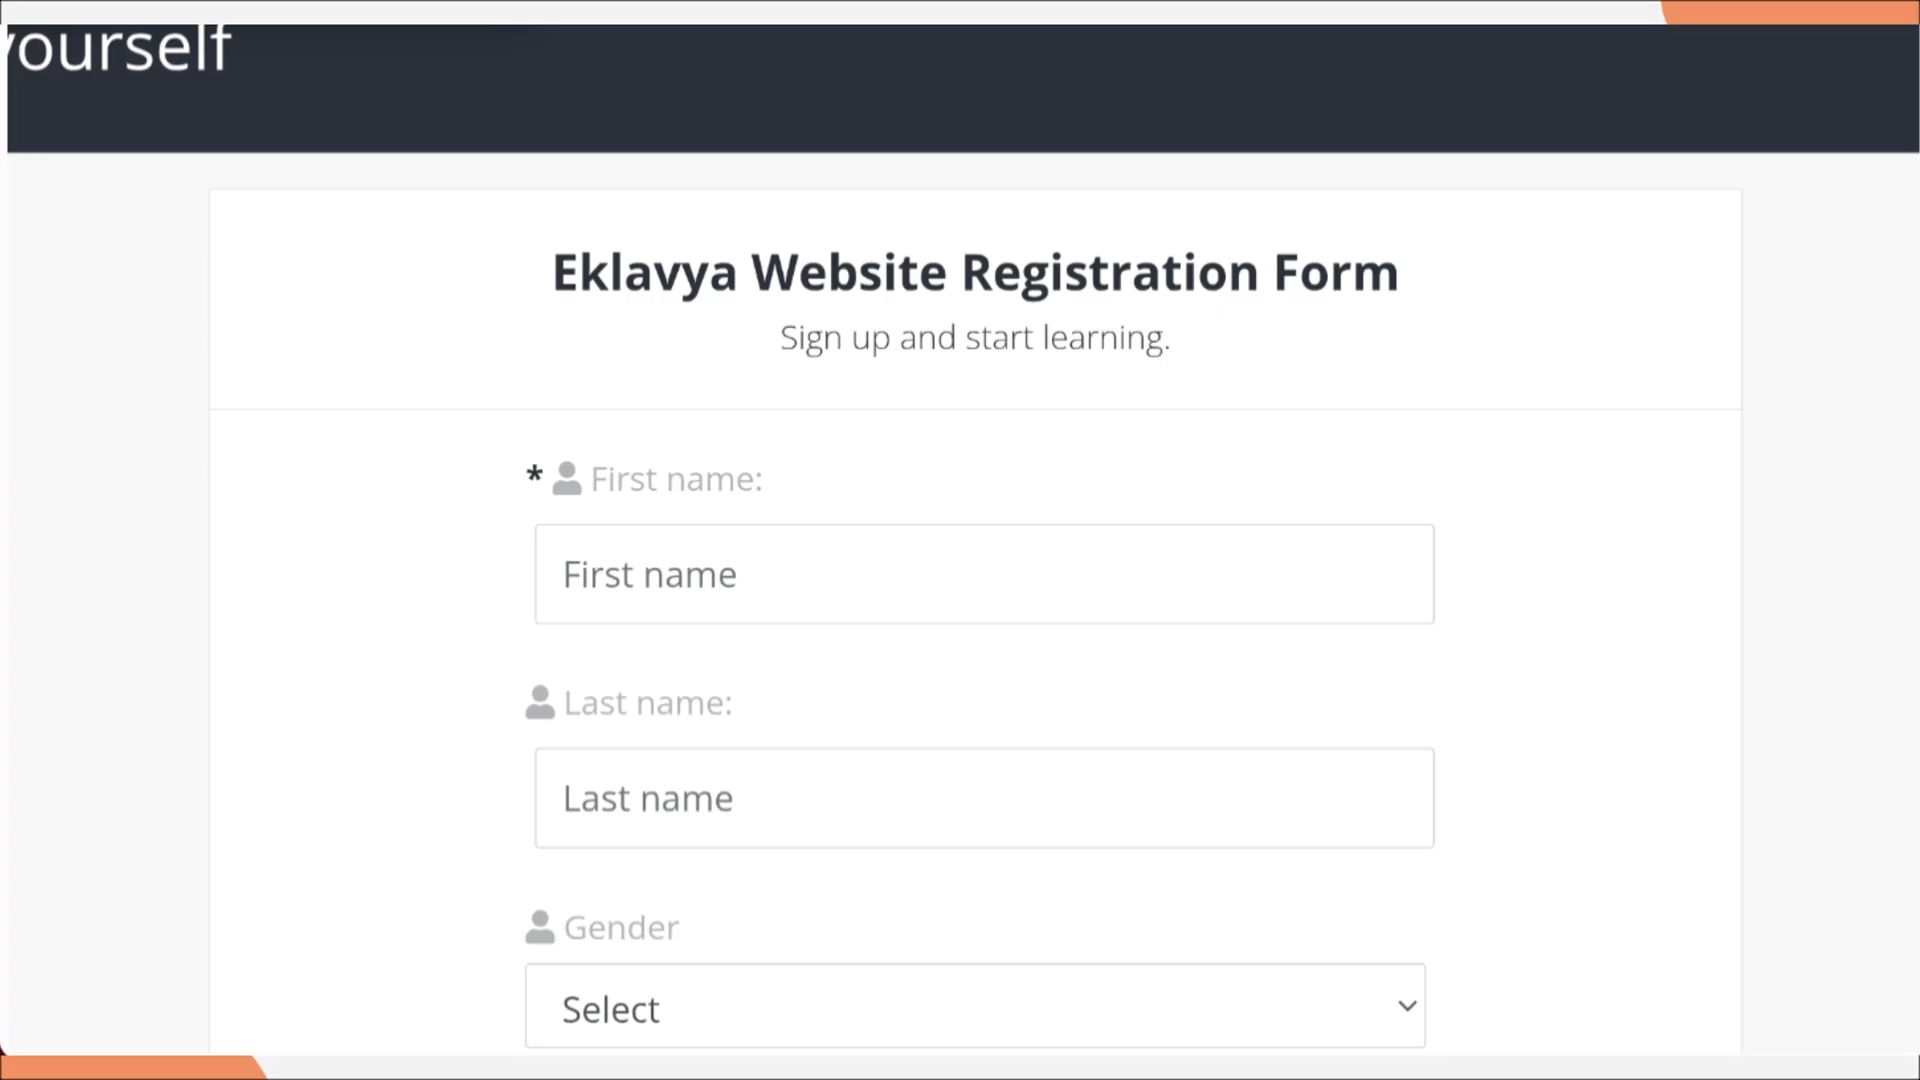 yourself
Eklavya Website Registration Form
Sign up and start learning.
* First name:
First name
Last name:
Last name
Gender
Select